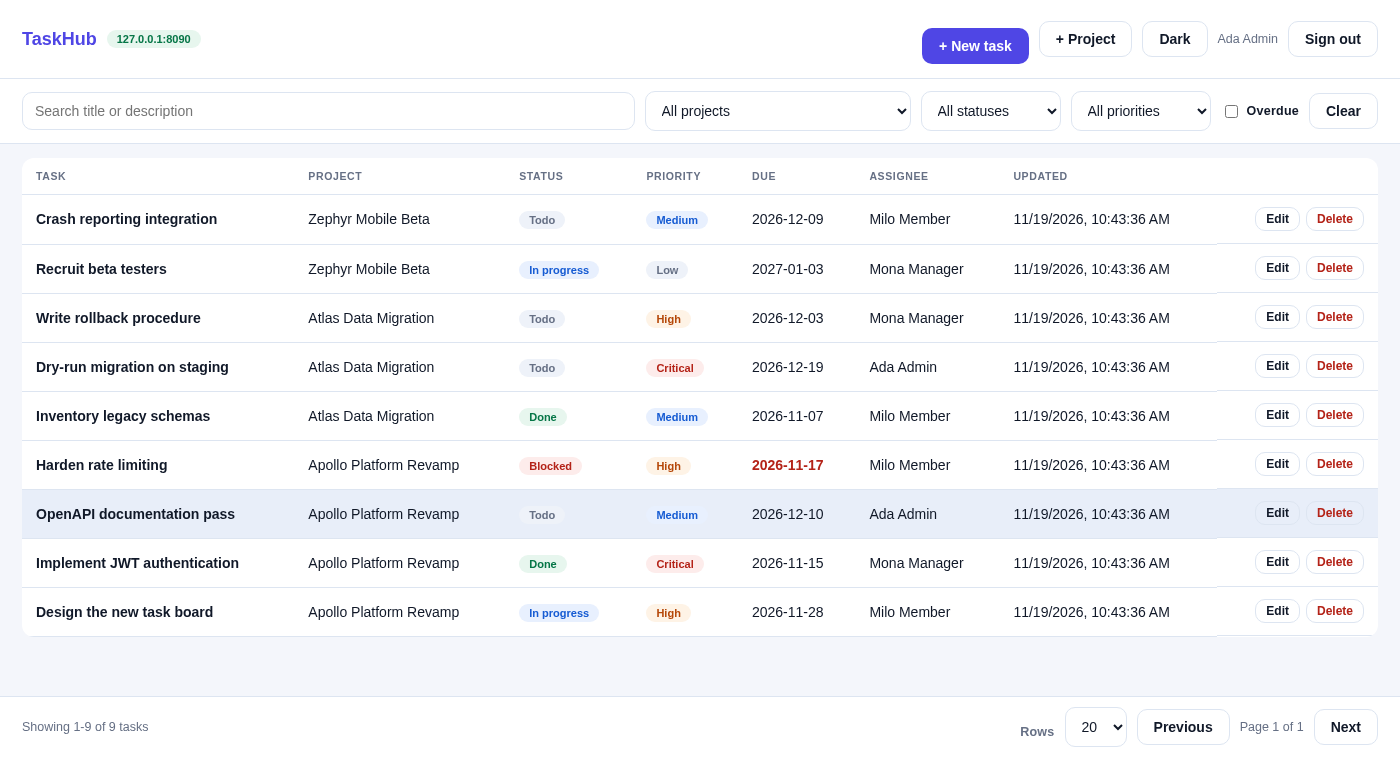 TaskHub 127.0.0.1:8090 + New task + Project Dark Ada Admin Sign out
Search title or description All projects All statuses All priorities Overdue Clear
TASK PROJECT STATUS PRIORITY DUE ASSIGNEE UPDATED
Crash reporting integration Zephyr Mobile Beta Todo Medium 2026-12-09 Milo Member 11/19/2026, 10:43:36 AM Edit Delete
Recruit beta testers Zephyr Mobile Beta In progress Low 2027-01-03 Mona Manager 11/19/2026, 10:43:36 AM Edit Delete
Write rollback procedure Atlas Data Migration Todo High 2026-12-03 Mona Manager 11/19/2026, 10:43:36 AM Edit Delete
Dry-run migration on staging Atlas Data Migration Todo Critical 2026-12-19 Ada Admin 11/19/2026, 10:43:36 AM Edit Delete
Inventory legacy schemas Atlas Data Migration Done Medium 2026-11-07 Milo Member 11/19/2026, 10:43:36 AM Edit Delete
Harden rate limiting Apollo Platform Revamp Blocked High 2026-11-17 Milo Member 11/19/2026, 10:43:36 AM Edit Delete
OpenAPI documentation pass Apollo Platform Revamp Todo Medium 2026-12-10 Ada Admin 11/19/2026, 10:43:36 AM Edit Delete
Implement JWT authentication Apollo Platform Revamp Done Critical 2026-11-15 Mona Manager 11/19/2026, 10:43:36 AM Edit Delete
Design the new task board Apollo Platform Revamp In progress High 2026-11-28 Milo Member 11/19/2026, 10:43:36 AM Edit Delete
Showing 1-9 of 9 tasks Rows 20 Previous Page 1 of 1 Next